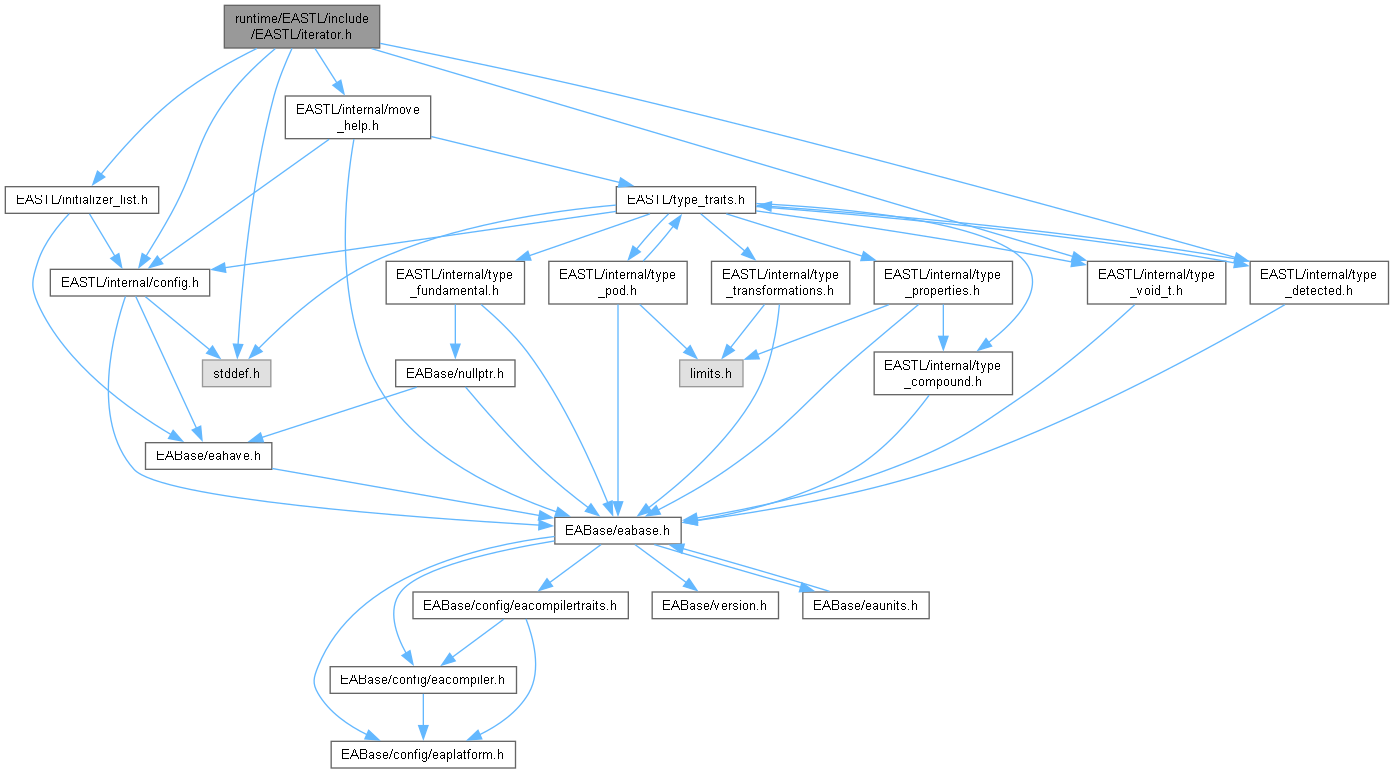 runtime/EASTL/include
/EASTL/iterator.h
EASTL/internal/move
_help.h
EASTL/initializer_list.h
EASTL/type_traits.h
EASTL/internal/config.h
EASTL/internal/type
_fundamental.h
EASTL/internal/type
_pod.h
EASTL/internal/type
_transformations.h
EASTL/internal/type
_properties.h
EASTL/internal/type
_void_t.h
EASTL/internal/type
_detected.h
stddef.h
EABase/nullptr.h
limits.h
EASTL/internal/type
_compound.h
EABase/eahave.h
EABase/eabase.h
EABase/config/eacompilertraits.h
EABase/version.h
EABase/eaunits.h
EABase/config/eacompiler.h
EABase/config/eaplatform.h